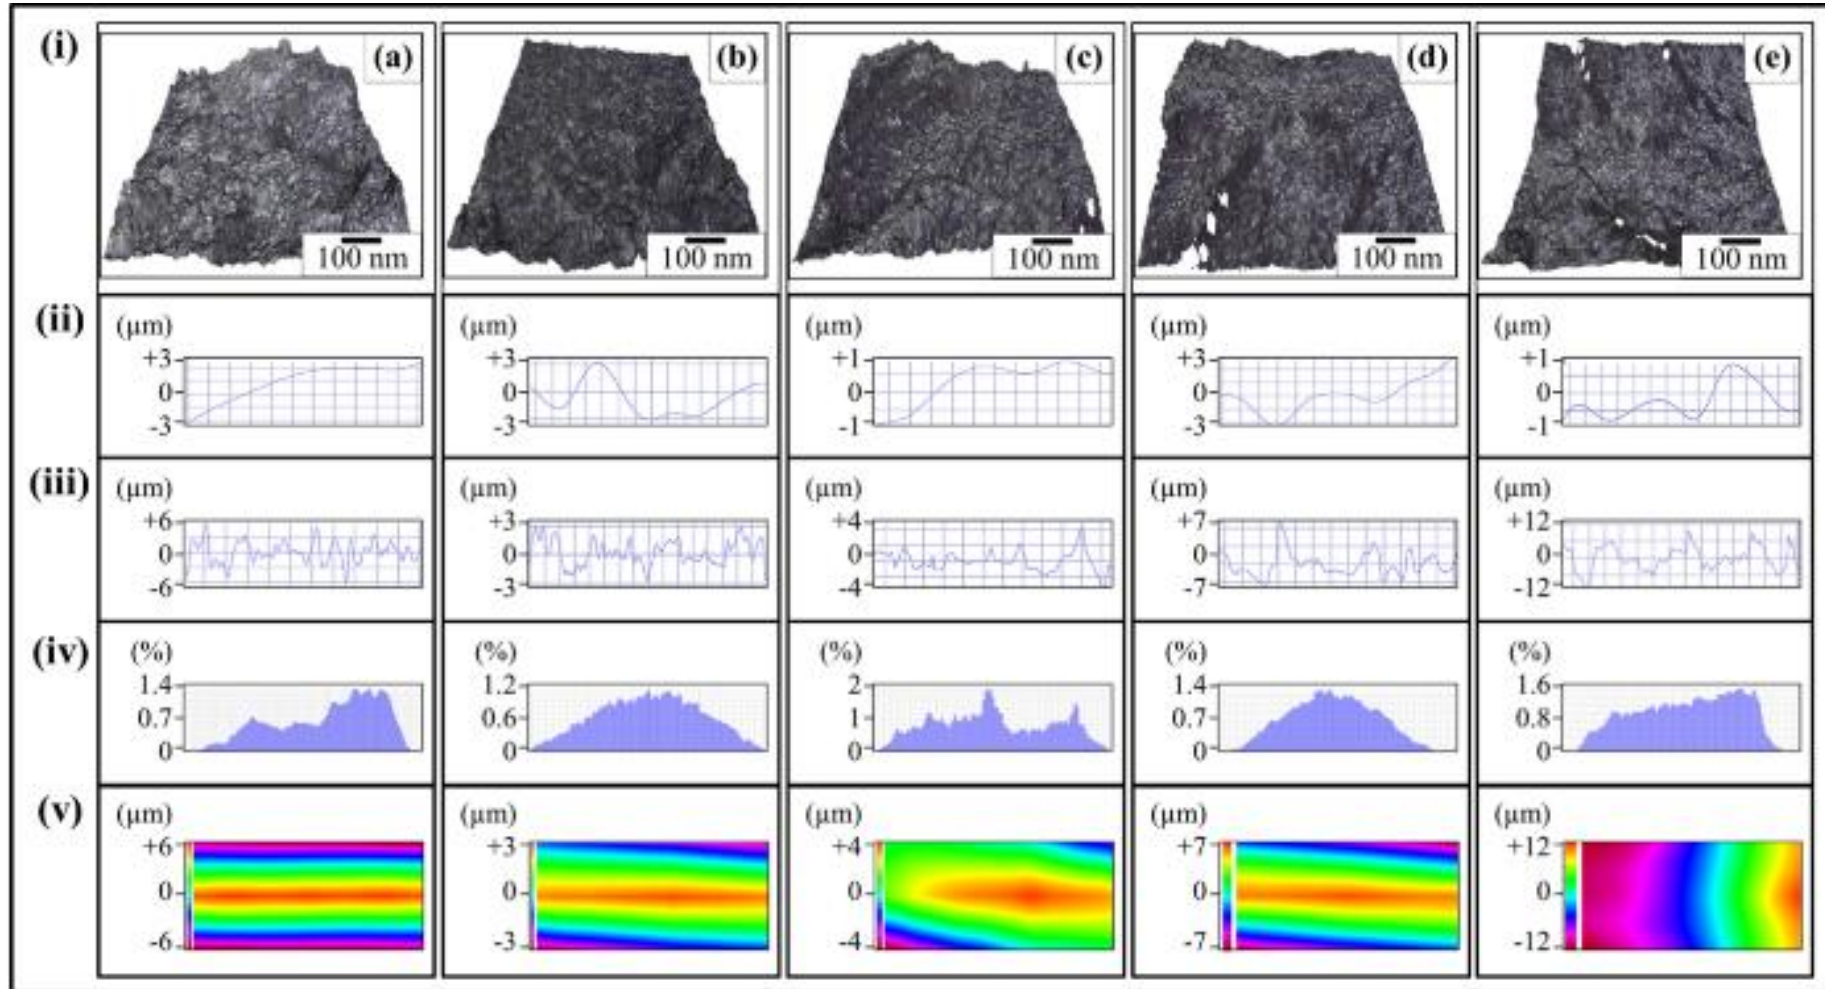 (i) (a) (b) (c) (d) (e)
100 nm 100 nm 100 nm 100 nm 100 nm
(ii) (μm) (μm) (μm) (μm) (μm)
+3 +3 +1 +3 +1
0 0 0 0 0
-3 -3 -1 -3 -1
(iii) (μm) (μm) (μm) (μm) (μm)
+6 +3 +4 +7 +12
0 0 0 0 0
-6 -3 -4 -7 -12
(iv) (%) (%) (%) (%) (%)
1.4 1.2 2 1.4 1.6
0.7 0.6 1 0.7 0.8
0 0 0 0 0
(v) (μm) (μm) (μm) (μm) (μm)
+6 +3 +4 +7 +12
0 0 0 0 0
-6 -3 -4 -7 -12